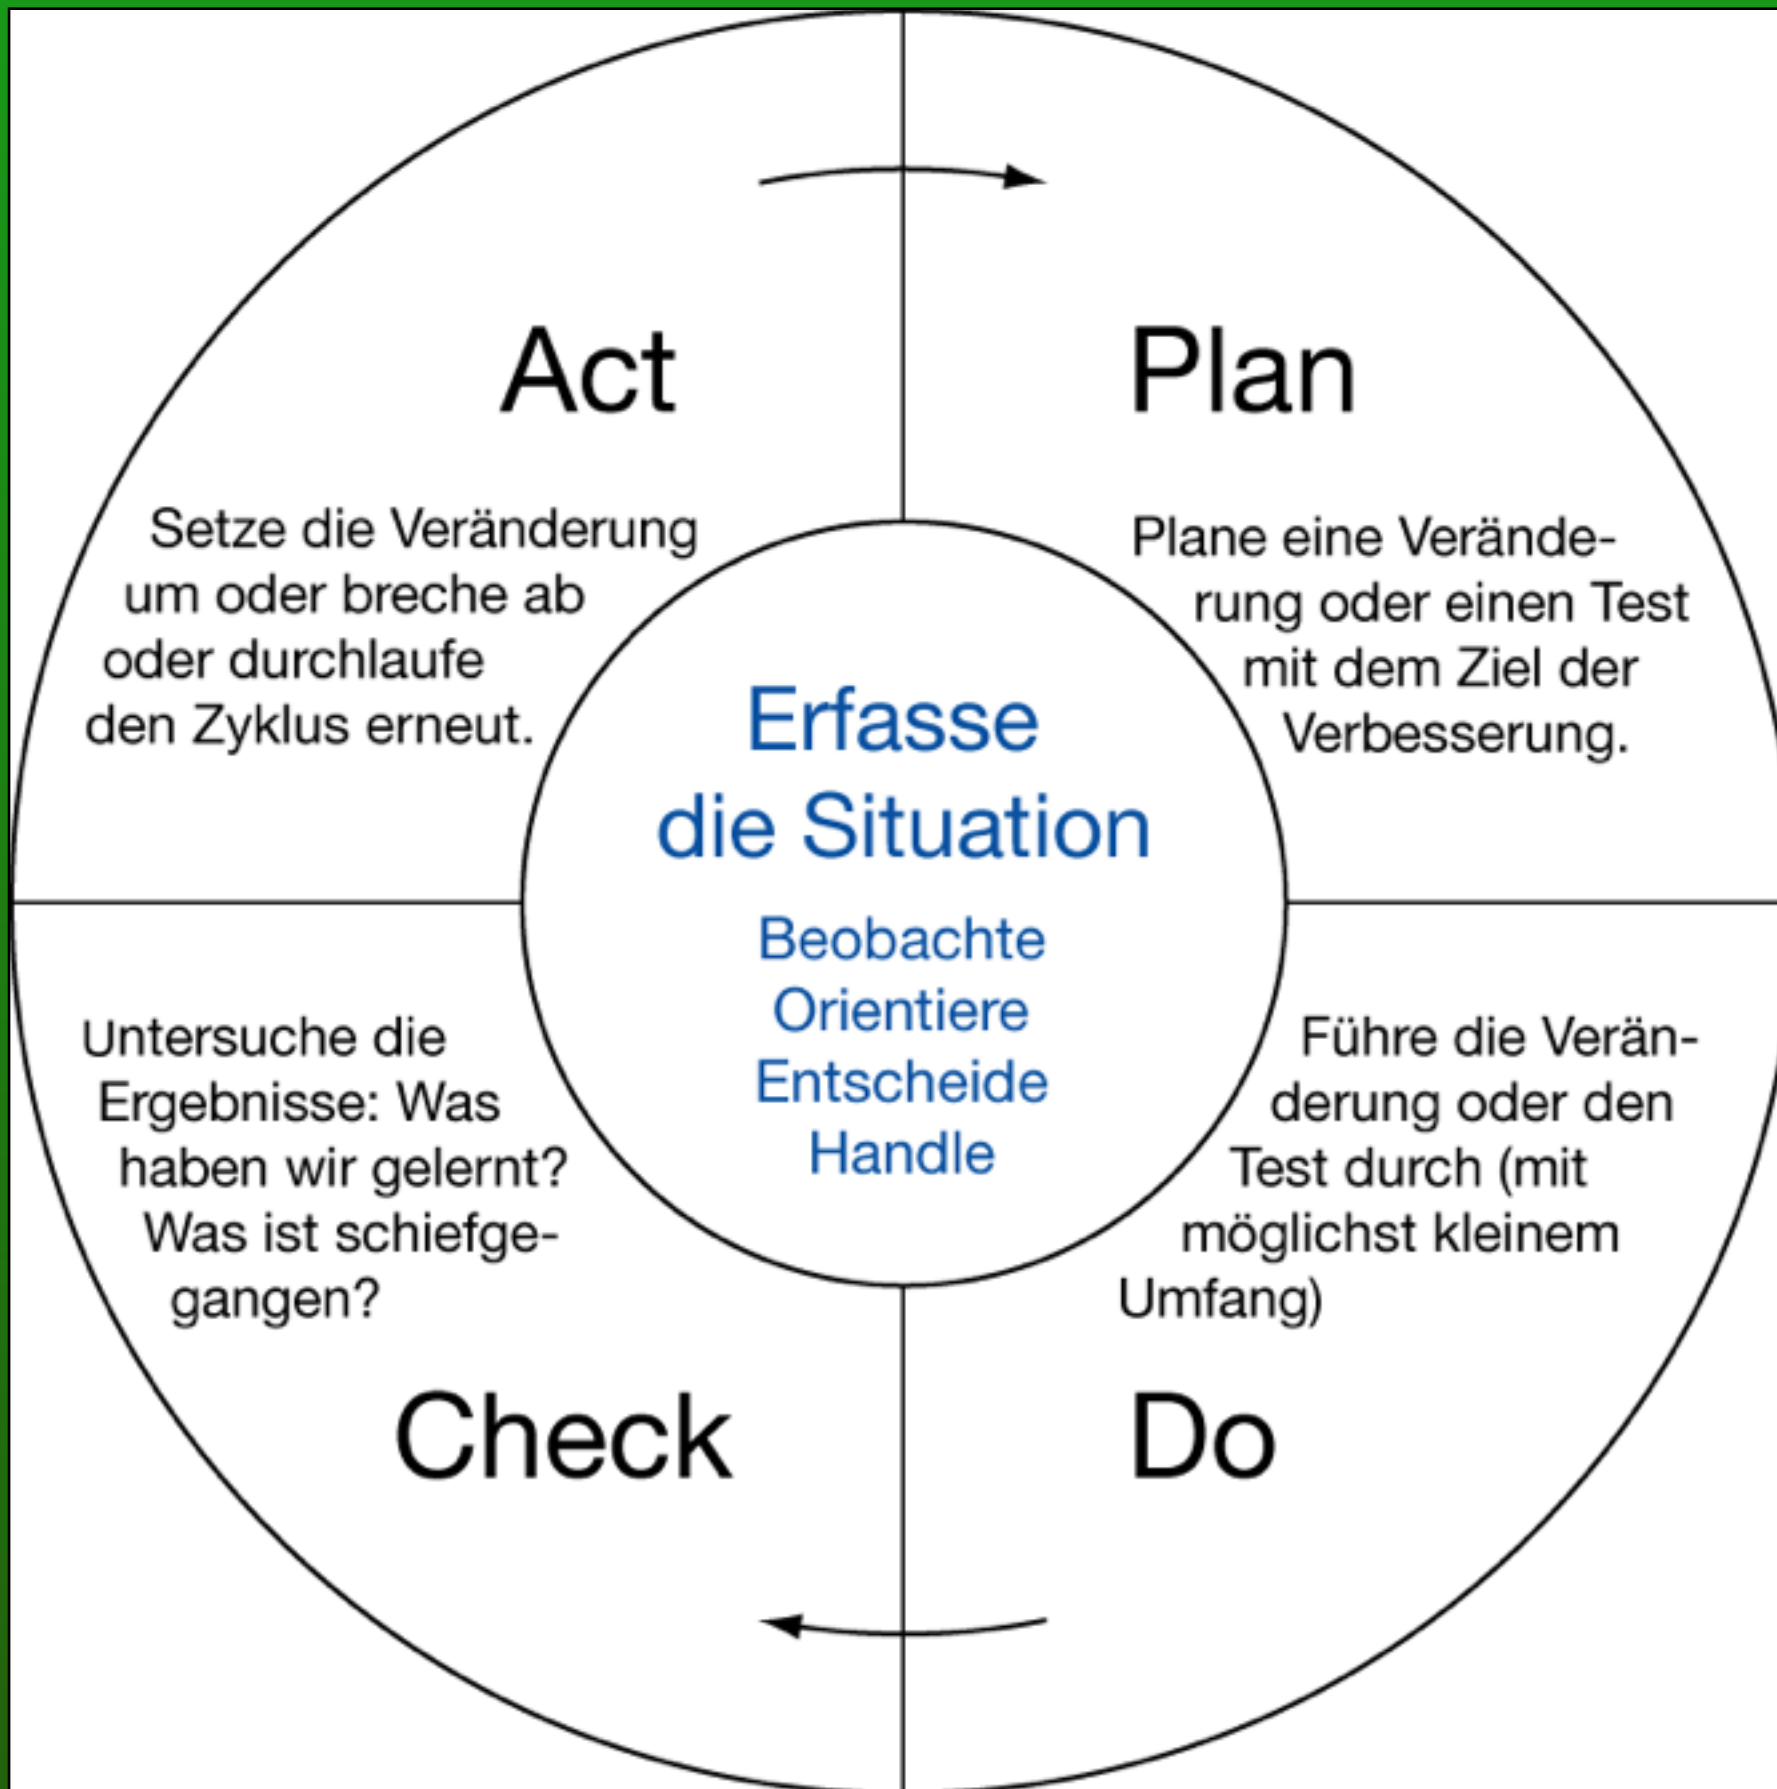 Act
Setze die Veränderung
um oder breche ab
oder durchlaufe
den Zyklus erneut.
Plan
Plane eine Verände-
rung oder einen Test
mit dem Ziel der
Verbesserung.
Erfasse
die Situation
Beobachte
Orientiere
Entscheide
Handle
Untersuche die
Ergebnisse: Was
haben wir gelernt?
Was ist schiefge-
gangen?
Check
Führe die Verän-
derung oder den
Test durch (mit
möglichst kleinem
Umfang)
Do